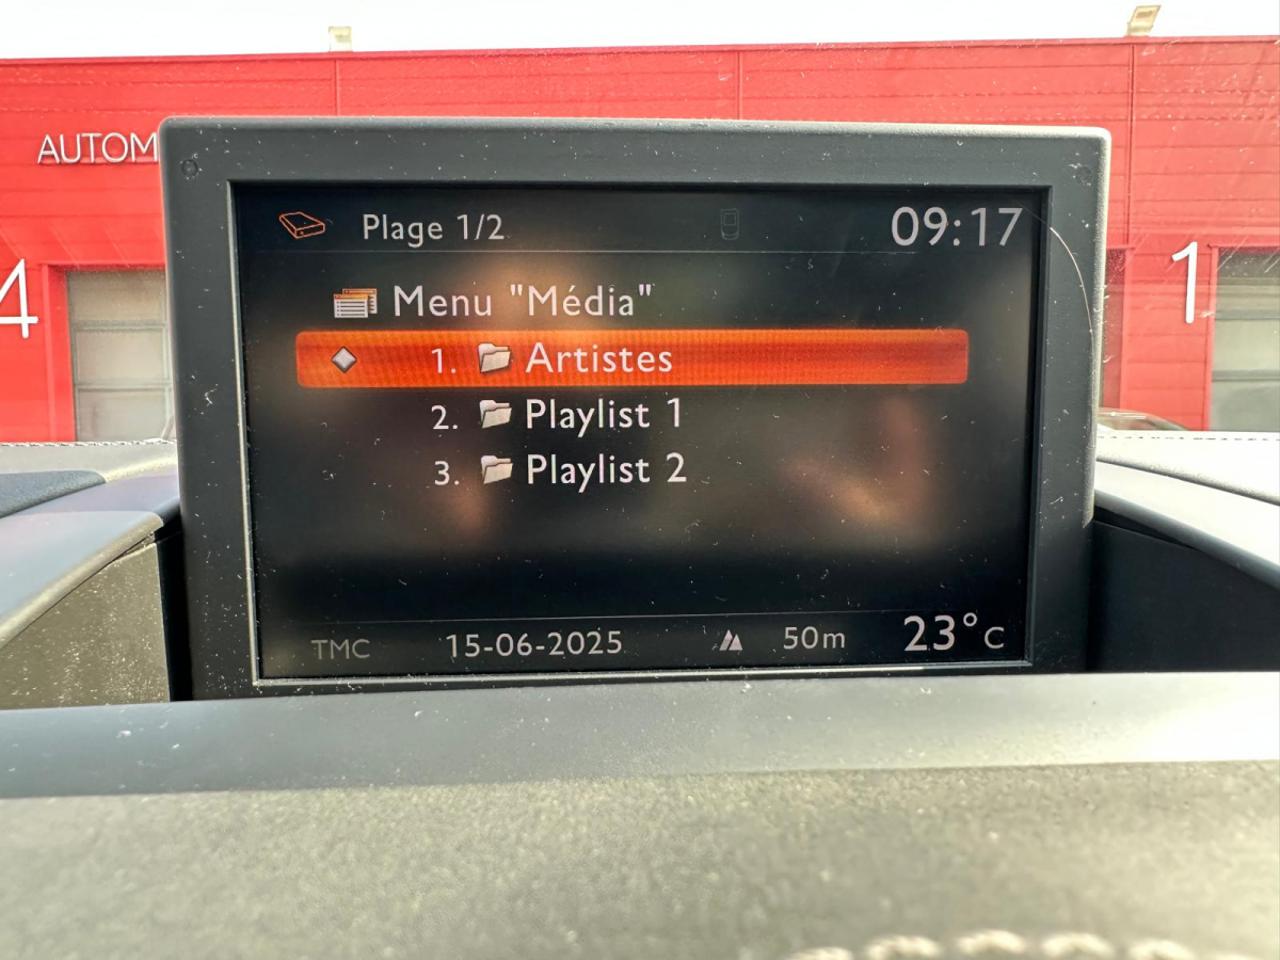 AUTOM
4
1
Plage 1/2
09:17
Menu "Média"
1. Artistes
2. Playlist 1
3. Playlist 2
TMC 15-06-2025 50m 23°C